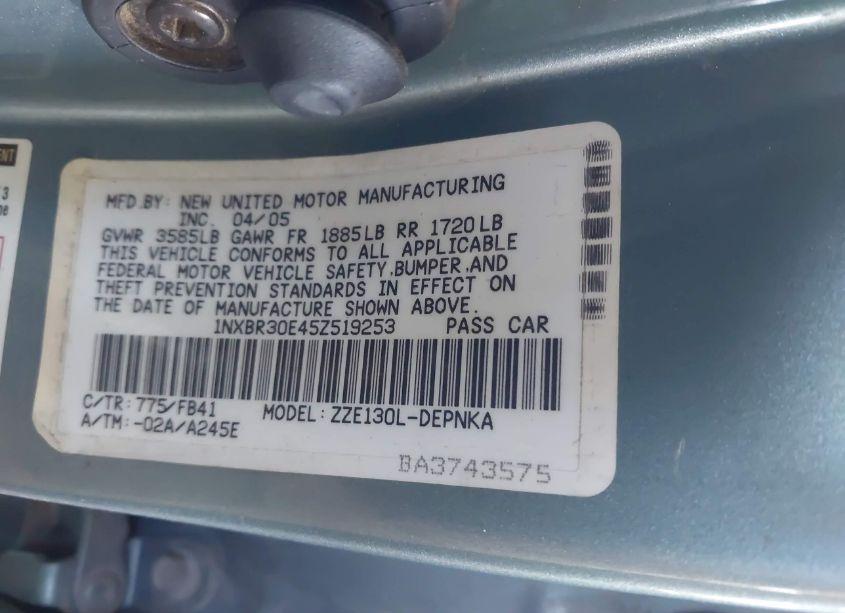 ENT
3
MFD.BY: NEW UNITED MOTOR MANUFACTURING
INC. 04/05
GVWR 3585LB GAWR FR 1885LB RR 1720LB
THIS VEHICLE CONFORMS TO ALL APPLICABLE
FEDERAL MOTOR VEHICLE SAFETY,BUMPER,AND
THEFT PREVENTION STANDARDS IN EFFECT ON
THE DATE OF MANUFACTURE SHOWN ABOVE.
1NXBR30E45Z519253 PASS CAR
C/TR:775/FB41 MODEL:ZZE130L-DEPNKA
A/TM:-02A/A245E
BA3743575